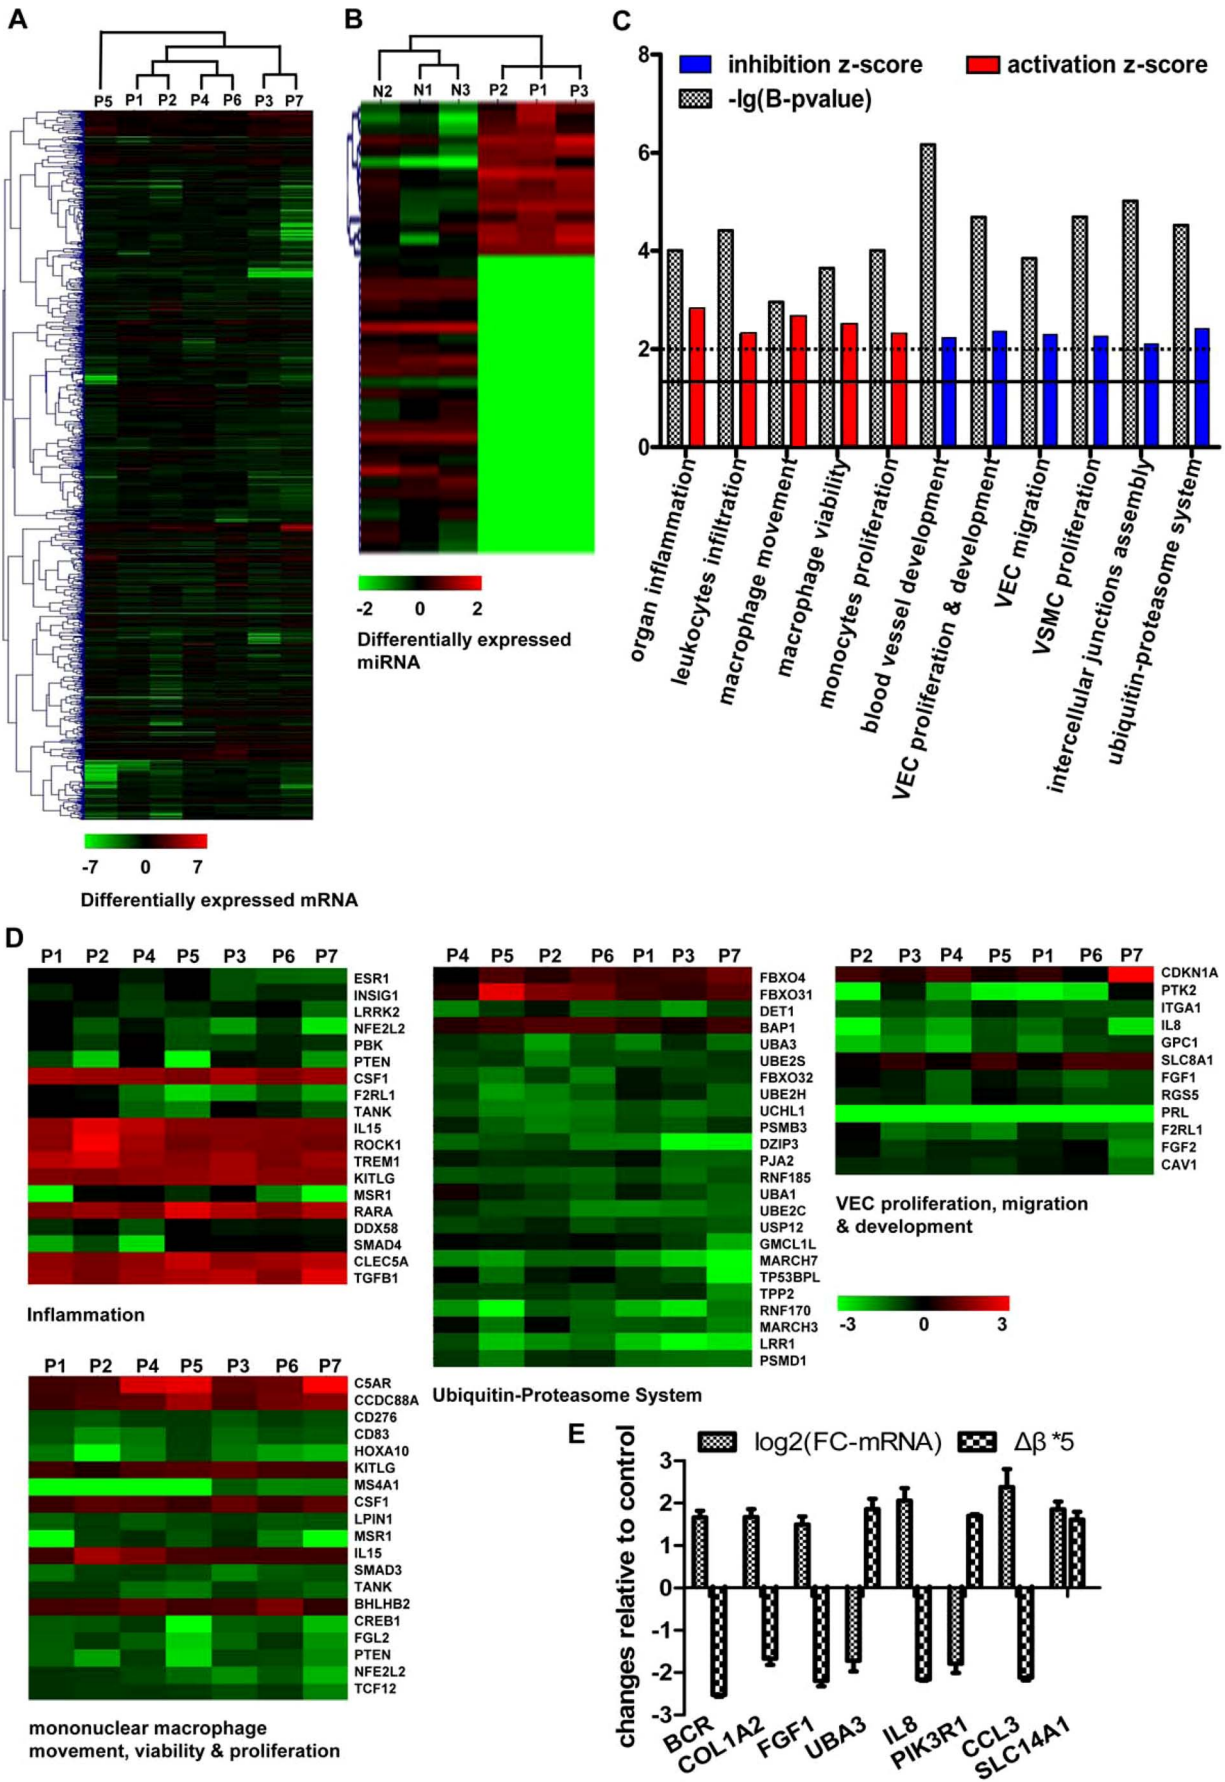 A
P5 P1 P2 P4 P6 P3 P7
-7 0 7
Differentially expressed mRNA
B
N2 N1 N3 P2 P1 P3
-2 0 2
Differentially expressed
miRNA
C
inhibition z-score
activation z-score
-lg(B-pvalue)
8
6
4
2
0
organ inflammation
leukocytes infiltration
macrophage movement
macrophage viability
monocytes proliferation
blood vessel development
VEC proliferation & development
VEC migration
VSMC proliferation
intercellular junctions assembly
ubiquitin-proteasome system
D
P1 P2 P4 P5 P3 P6 P7
ESR1
INSIG1
LRRK2
NFE2L2
PBK
PTEN
CSF1
F2RL1
TANK
IL15
ROCK1
TREM1
KITLG
MSR1
RARA
DDX58
SMAD4
CLEC5A
TGFB1
Inflammation
P1 P2 P4 P5 P3 P6 P7
C5AR
CCDC88A
CD276
CD83
HOXA10
KITLG
MS4A1
CSF1
LPIN1
MSR1
IL15
SMAD3
TANK
BHLHB2
CREB1
FGL2
PTEN
NFE2L2
TCF12
mononuclear macrophage
movement, viability & proliferation
P4 P5 P2 P6 P1 P3 P7
FBXO4
FBXO31
DET1
BAP1
UBA3
UBE2S
FBXO32
UBE2H
UCHL1
PSMB3
DZIP3
PJA2
RNF185
UBA1
UBE2C
USP12
GMCL1L
MARCH7
TP53BPL
TPP2
RNF170
MARCH3
LRR1
PSMD1
Ubiquitin-Proteasome System
P2 P3 P4 P5 P1 P6 P7
CDKN1A
PTK2
ITGA1
IL8
GPC1
SLC8A1
FGF1
RGS5
PRL
F2RL1
FGF2
CAV1
VEC proliferation, migration
& development
-3 0 3
E
log2(FC-mRNA)
Δβ *5
changes relative to control
3
2
1
0
-1
-2
-3
BCR
COL1A2
FGF1
UBA3
IL8
PIK3R1
CCL3
SLC14A1